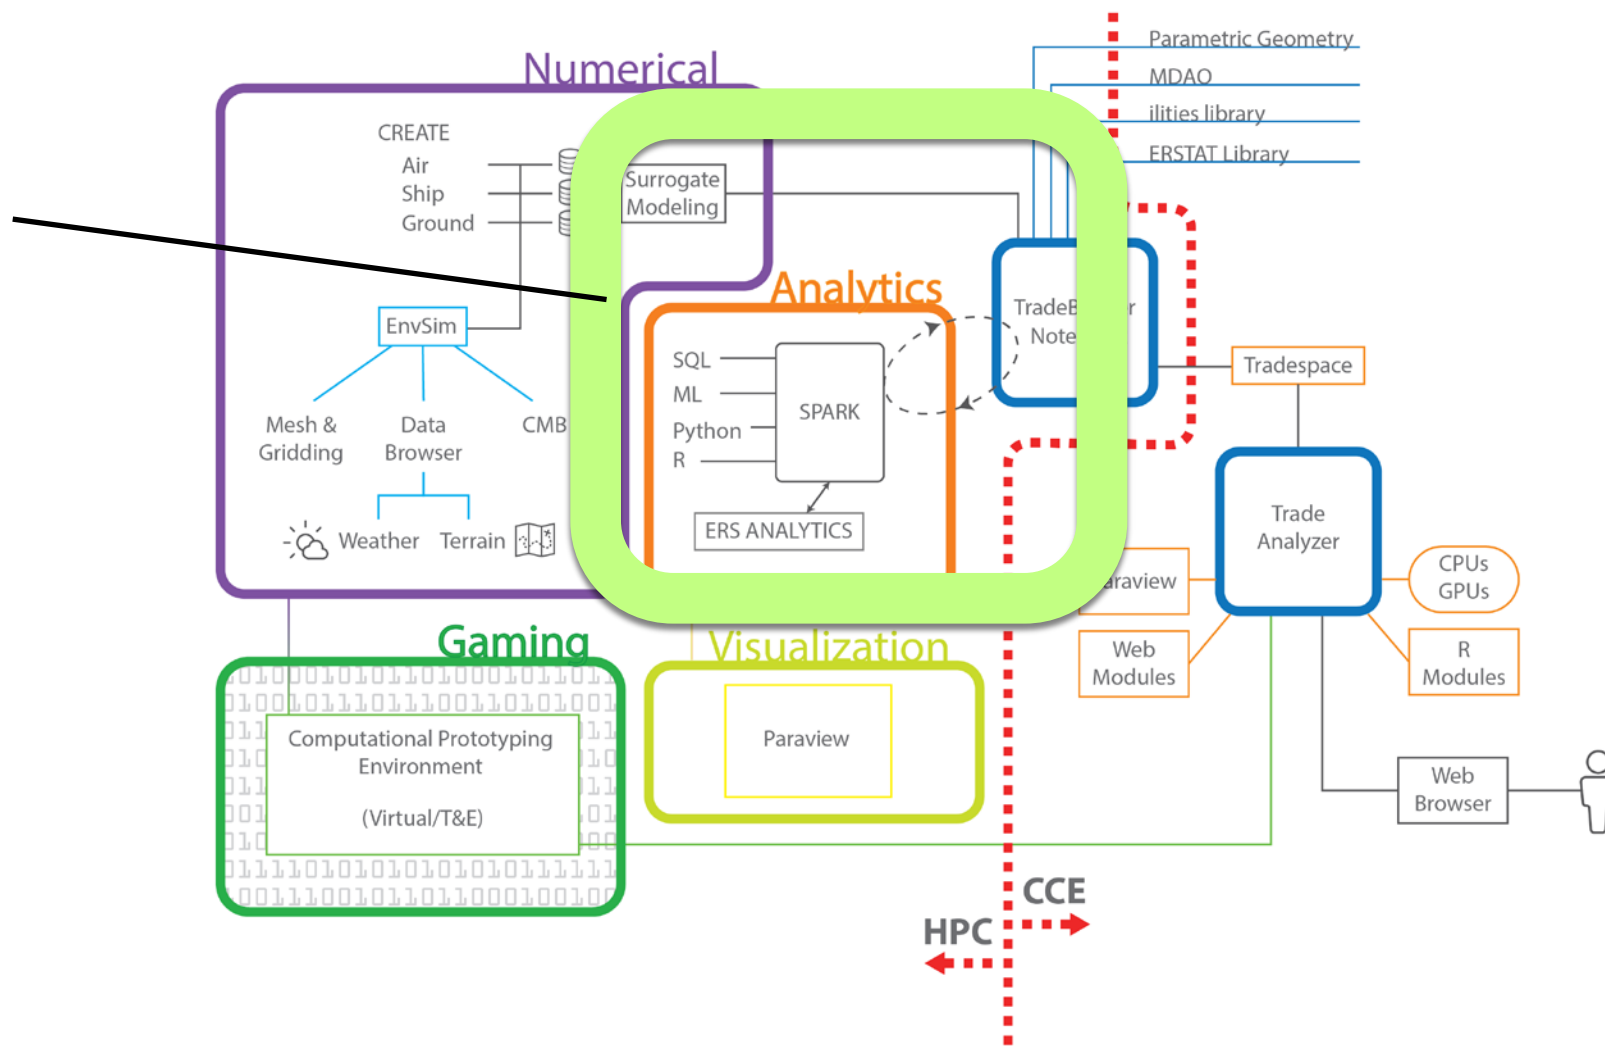 Numerical
CREATE
Air
Ship
Ground
Surrogate
Modeling
EnvSim
Mesh &
Gridding
Data
Browser
CMB
Weather
Terrain
Analytics
SQL
ML
Python
R
SPARK
ERS ANALYTICS
Parametric Geometry
MDAO
ilities library
ERSTAT Library
Tradespace
Trade
Analyzer
CPUs
GPUs
Web
Modules
R
Modules
Web
Browser
Gaming
Computational Prototyping
Environment
(Virtual/T&E)
Visualization
Paraview
CCE
HPC